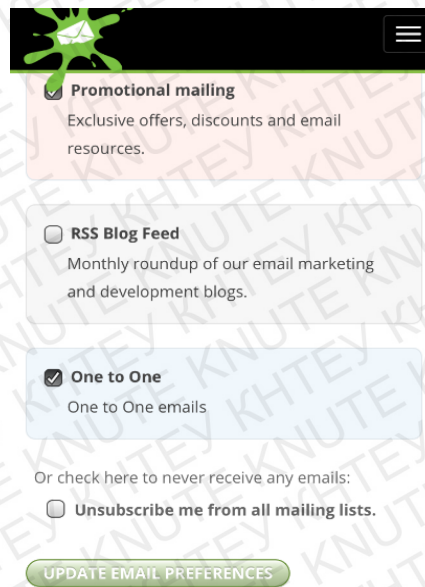 Promotional mailing
Exclusive offers, discounts and email
resources.
RSS Blog Feed
Monthly roundup of our email marketing
and development blogs.
One to One
One to One emails
Or check here to never receive any emails:
Unsubscribe me from all mailing lists.
UPDATE EMAIL PREFERENCES
KNUTE КНТЕУ